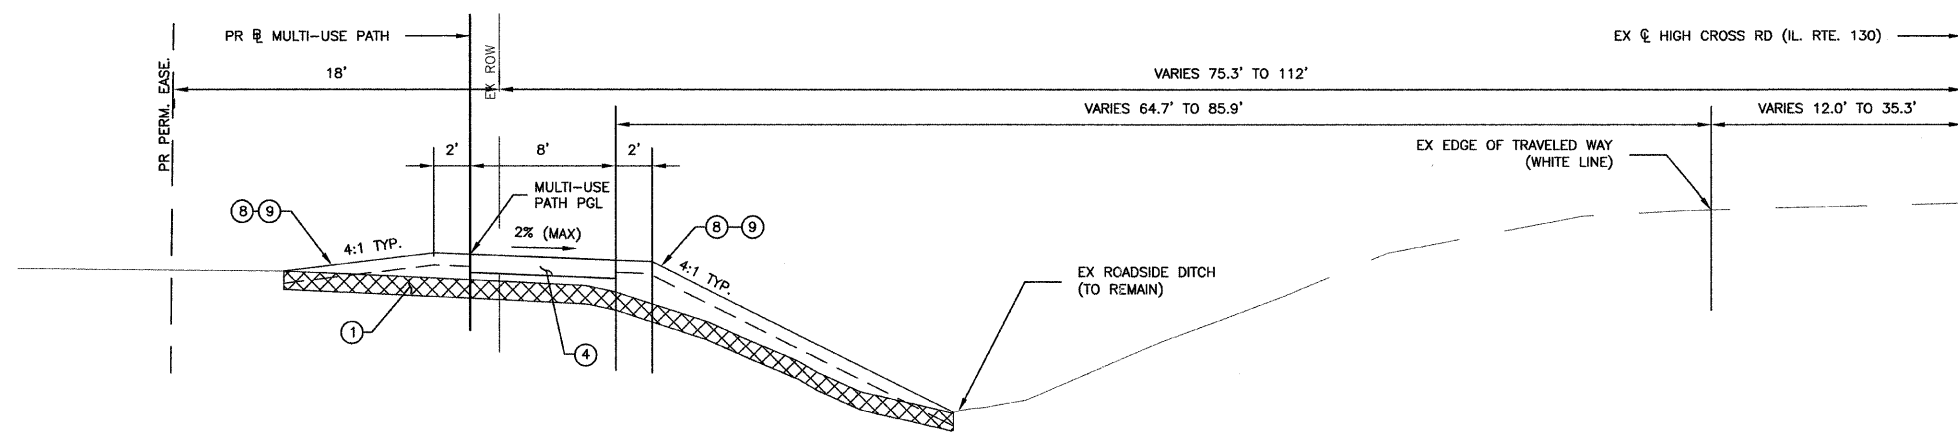 PR ⅊ MULTI-USE PATH
EX ℄ HIGH CROSS RD (IL. RTE. 130)
PR PERM. EASE.
18'
EX ROW
VARIES 75.3' TO 112'
VARIES 64.7' TO 85.9'
VARIES 12.0' TO 35.3'
2'
8'
2'
EX EDGE OF TRAVELED WAY
(WHITE LINE)
MULTI-USE
PATH PGL
8 9
4:1 TYP.
2% (MAX)
8 9
4:1 TYP.
EX ROADSIDE DITCH
(TO REMAIN)
1
4